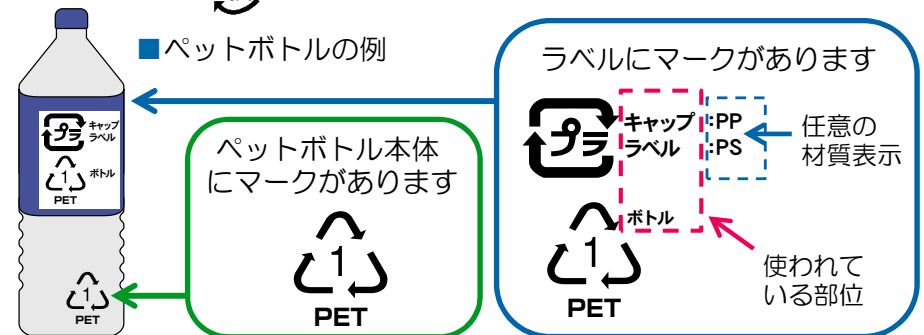 ■ペットボトルの例
プラ
キャップ
ラベル
1
ボトル
PET
1
PET
ペットボトル本体
にマークがあります
1
PET
ラベルにマークがあります
プラ
キャップ:PP
ラベル:PS
任意の
材質表示
ボトル
1
PET
使われて
いる部位